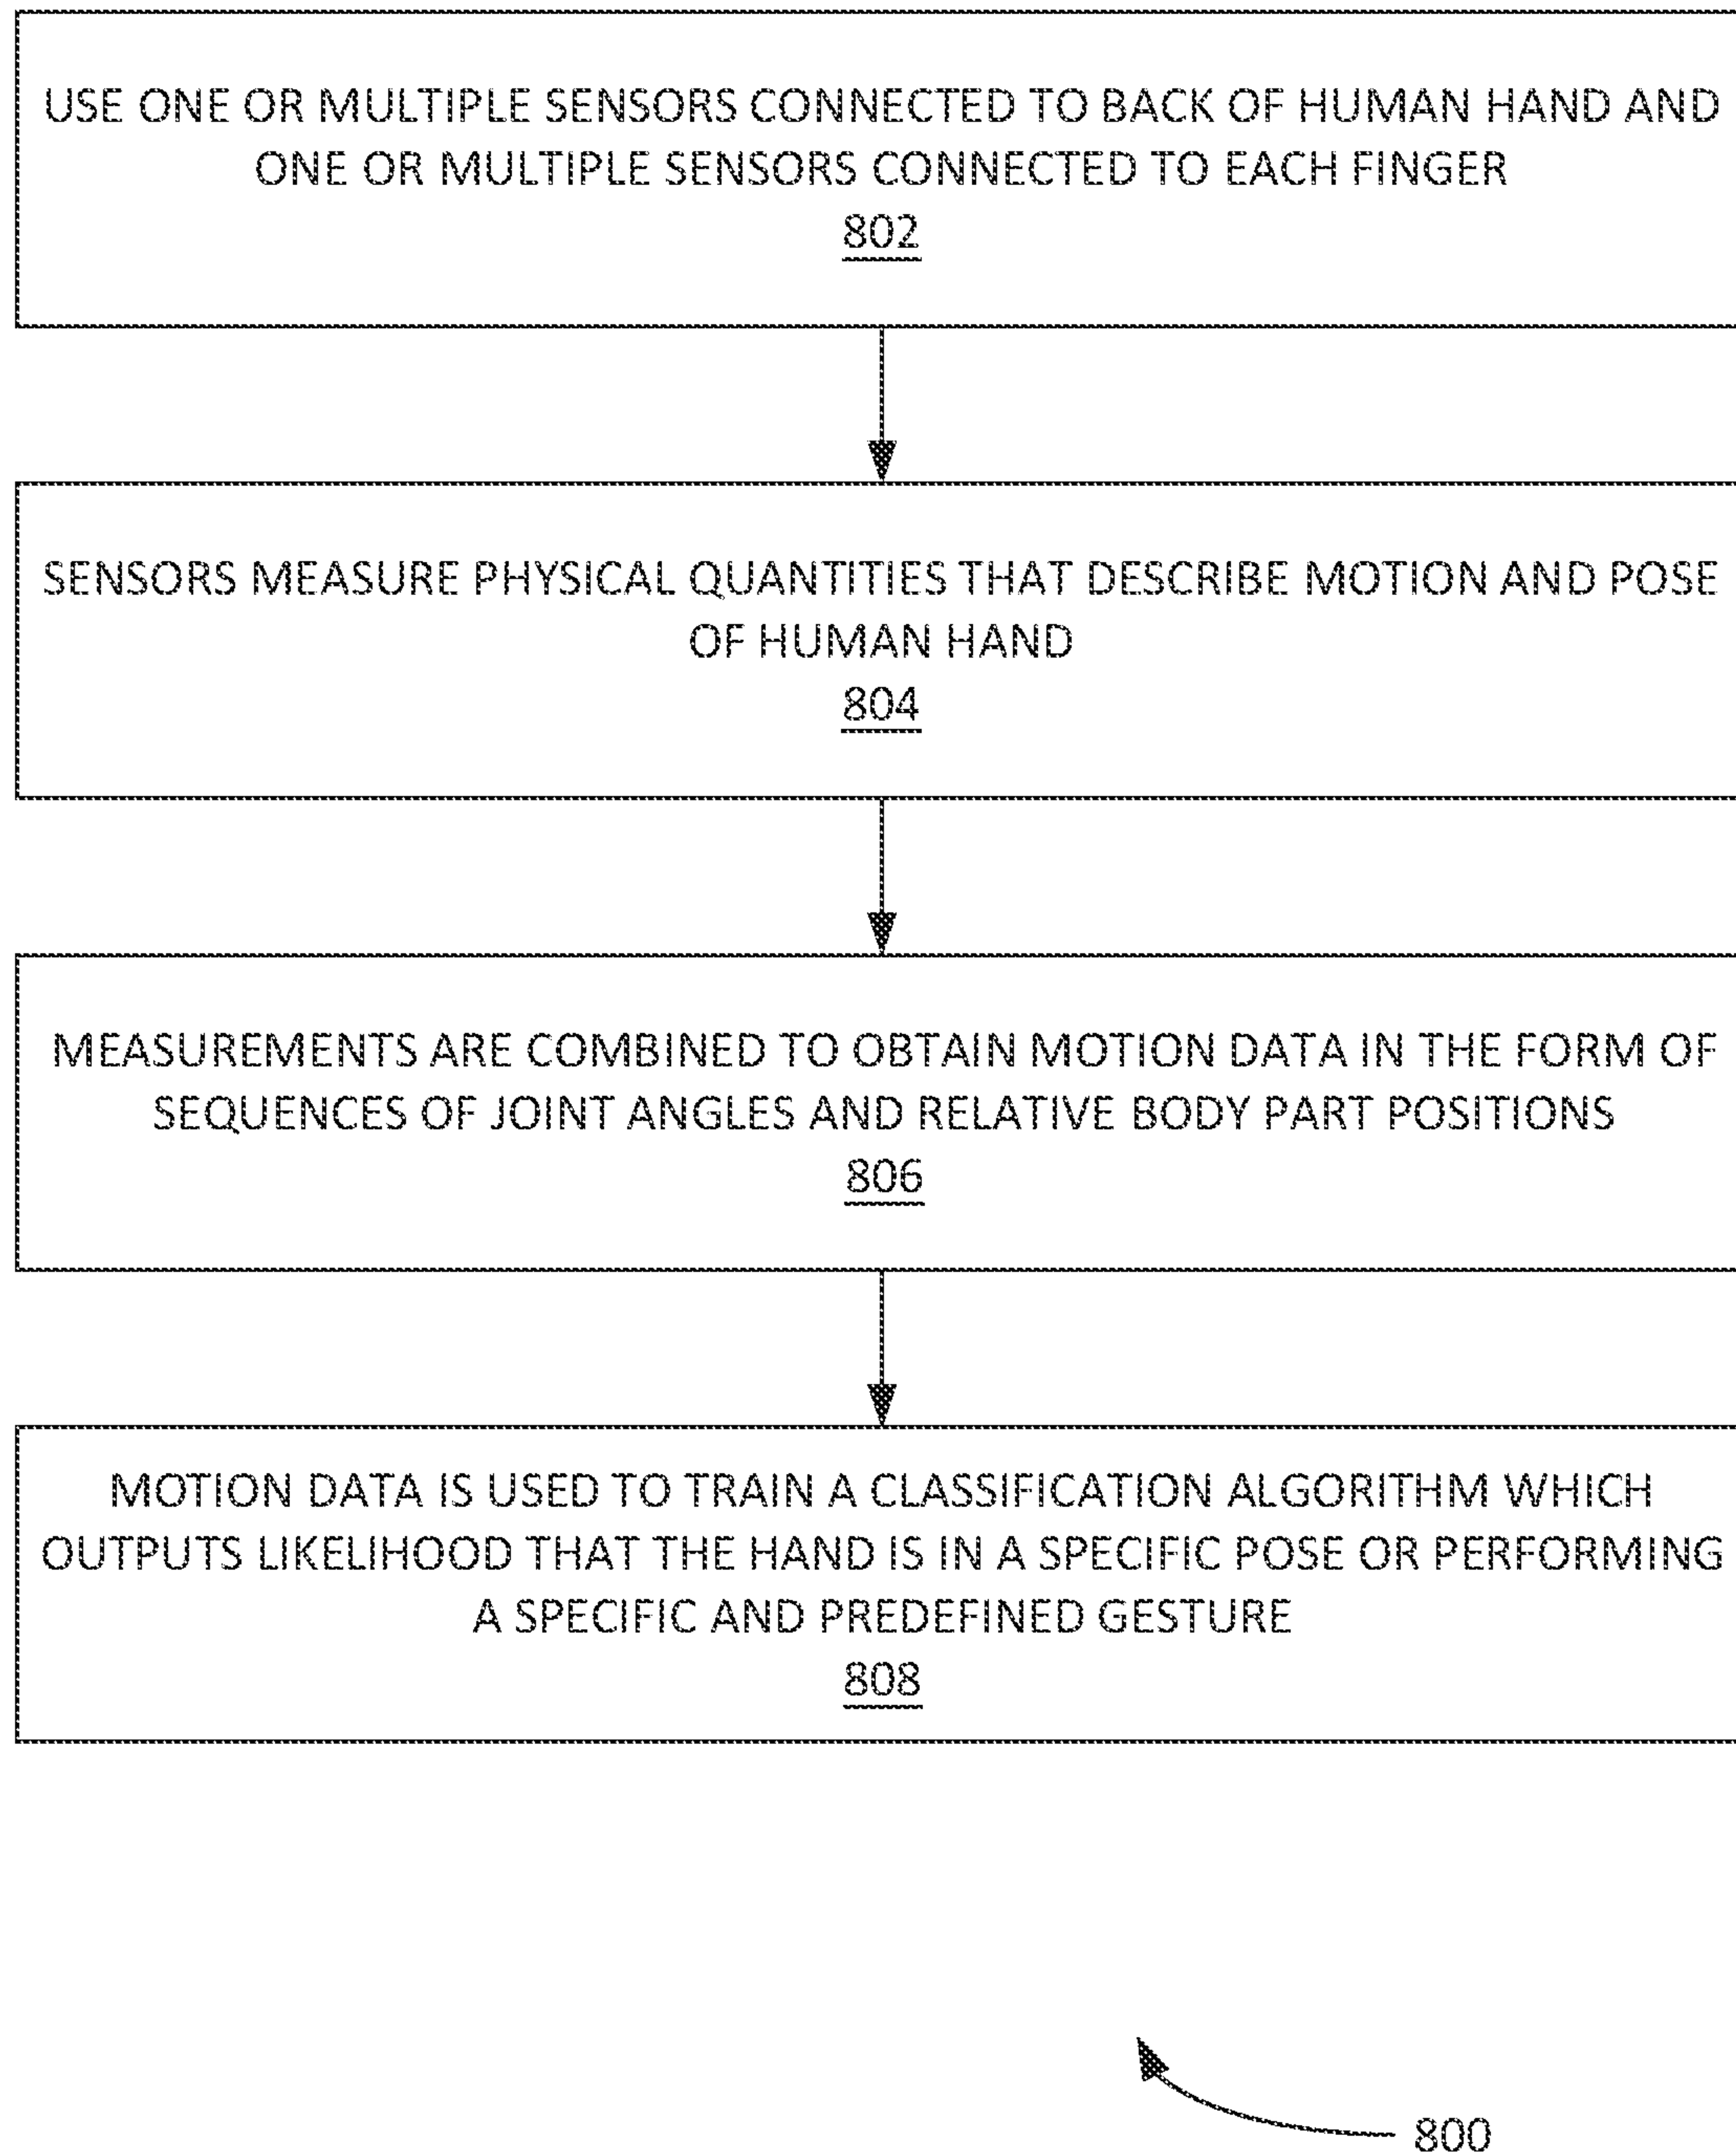 USE ONE OR MULTIPLE SENSORS CONNECTED TO BACK OF HUMAN HAND AND
ONE OR MULTIPLE SENSORS CONNECTED TO EACH FINGER
802
SENSORS MEASURE PHYSICAL QUANTITIES THAT DESCRIBE MOTION AND POSE
OF HUMAN HAND
804
MEASUREMENTS ARE COMBINED TO OBTAIN MOTION DATA IN THE FORM OF
SEQUENCES OF JOINT ANGLES AND RELATIVE BODY PART POSITIONS
806
MOTION DATA IS USED TO TRAIN A CLASSIFICATION ALGORITHM WHICH
OUTPUTS LIKELIHOOD THAT THE HAND IS IN A SPECIFIC POSE OR PERFORMING
A SPECIFIC AND PREDEFINED GESTURE
808
800